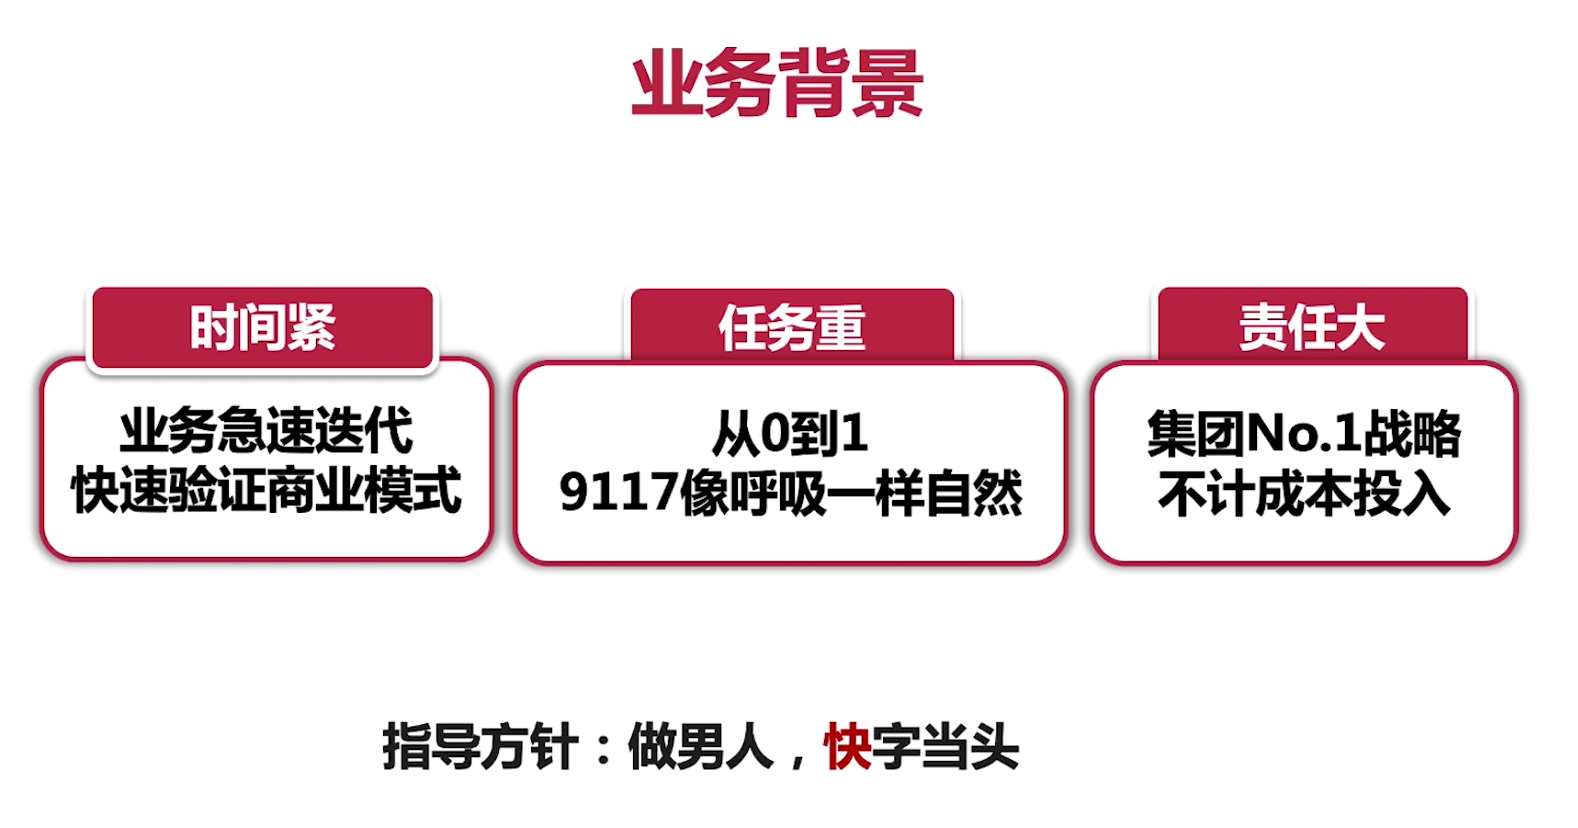 业务背景
时间紧
业务急速迭代
快速验证商业模式
任务重
从0到1
9117像呼吸一样自然
责任大
集团No.1战略
不计成本投入
指导方针：做男人，快字当头